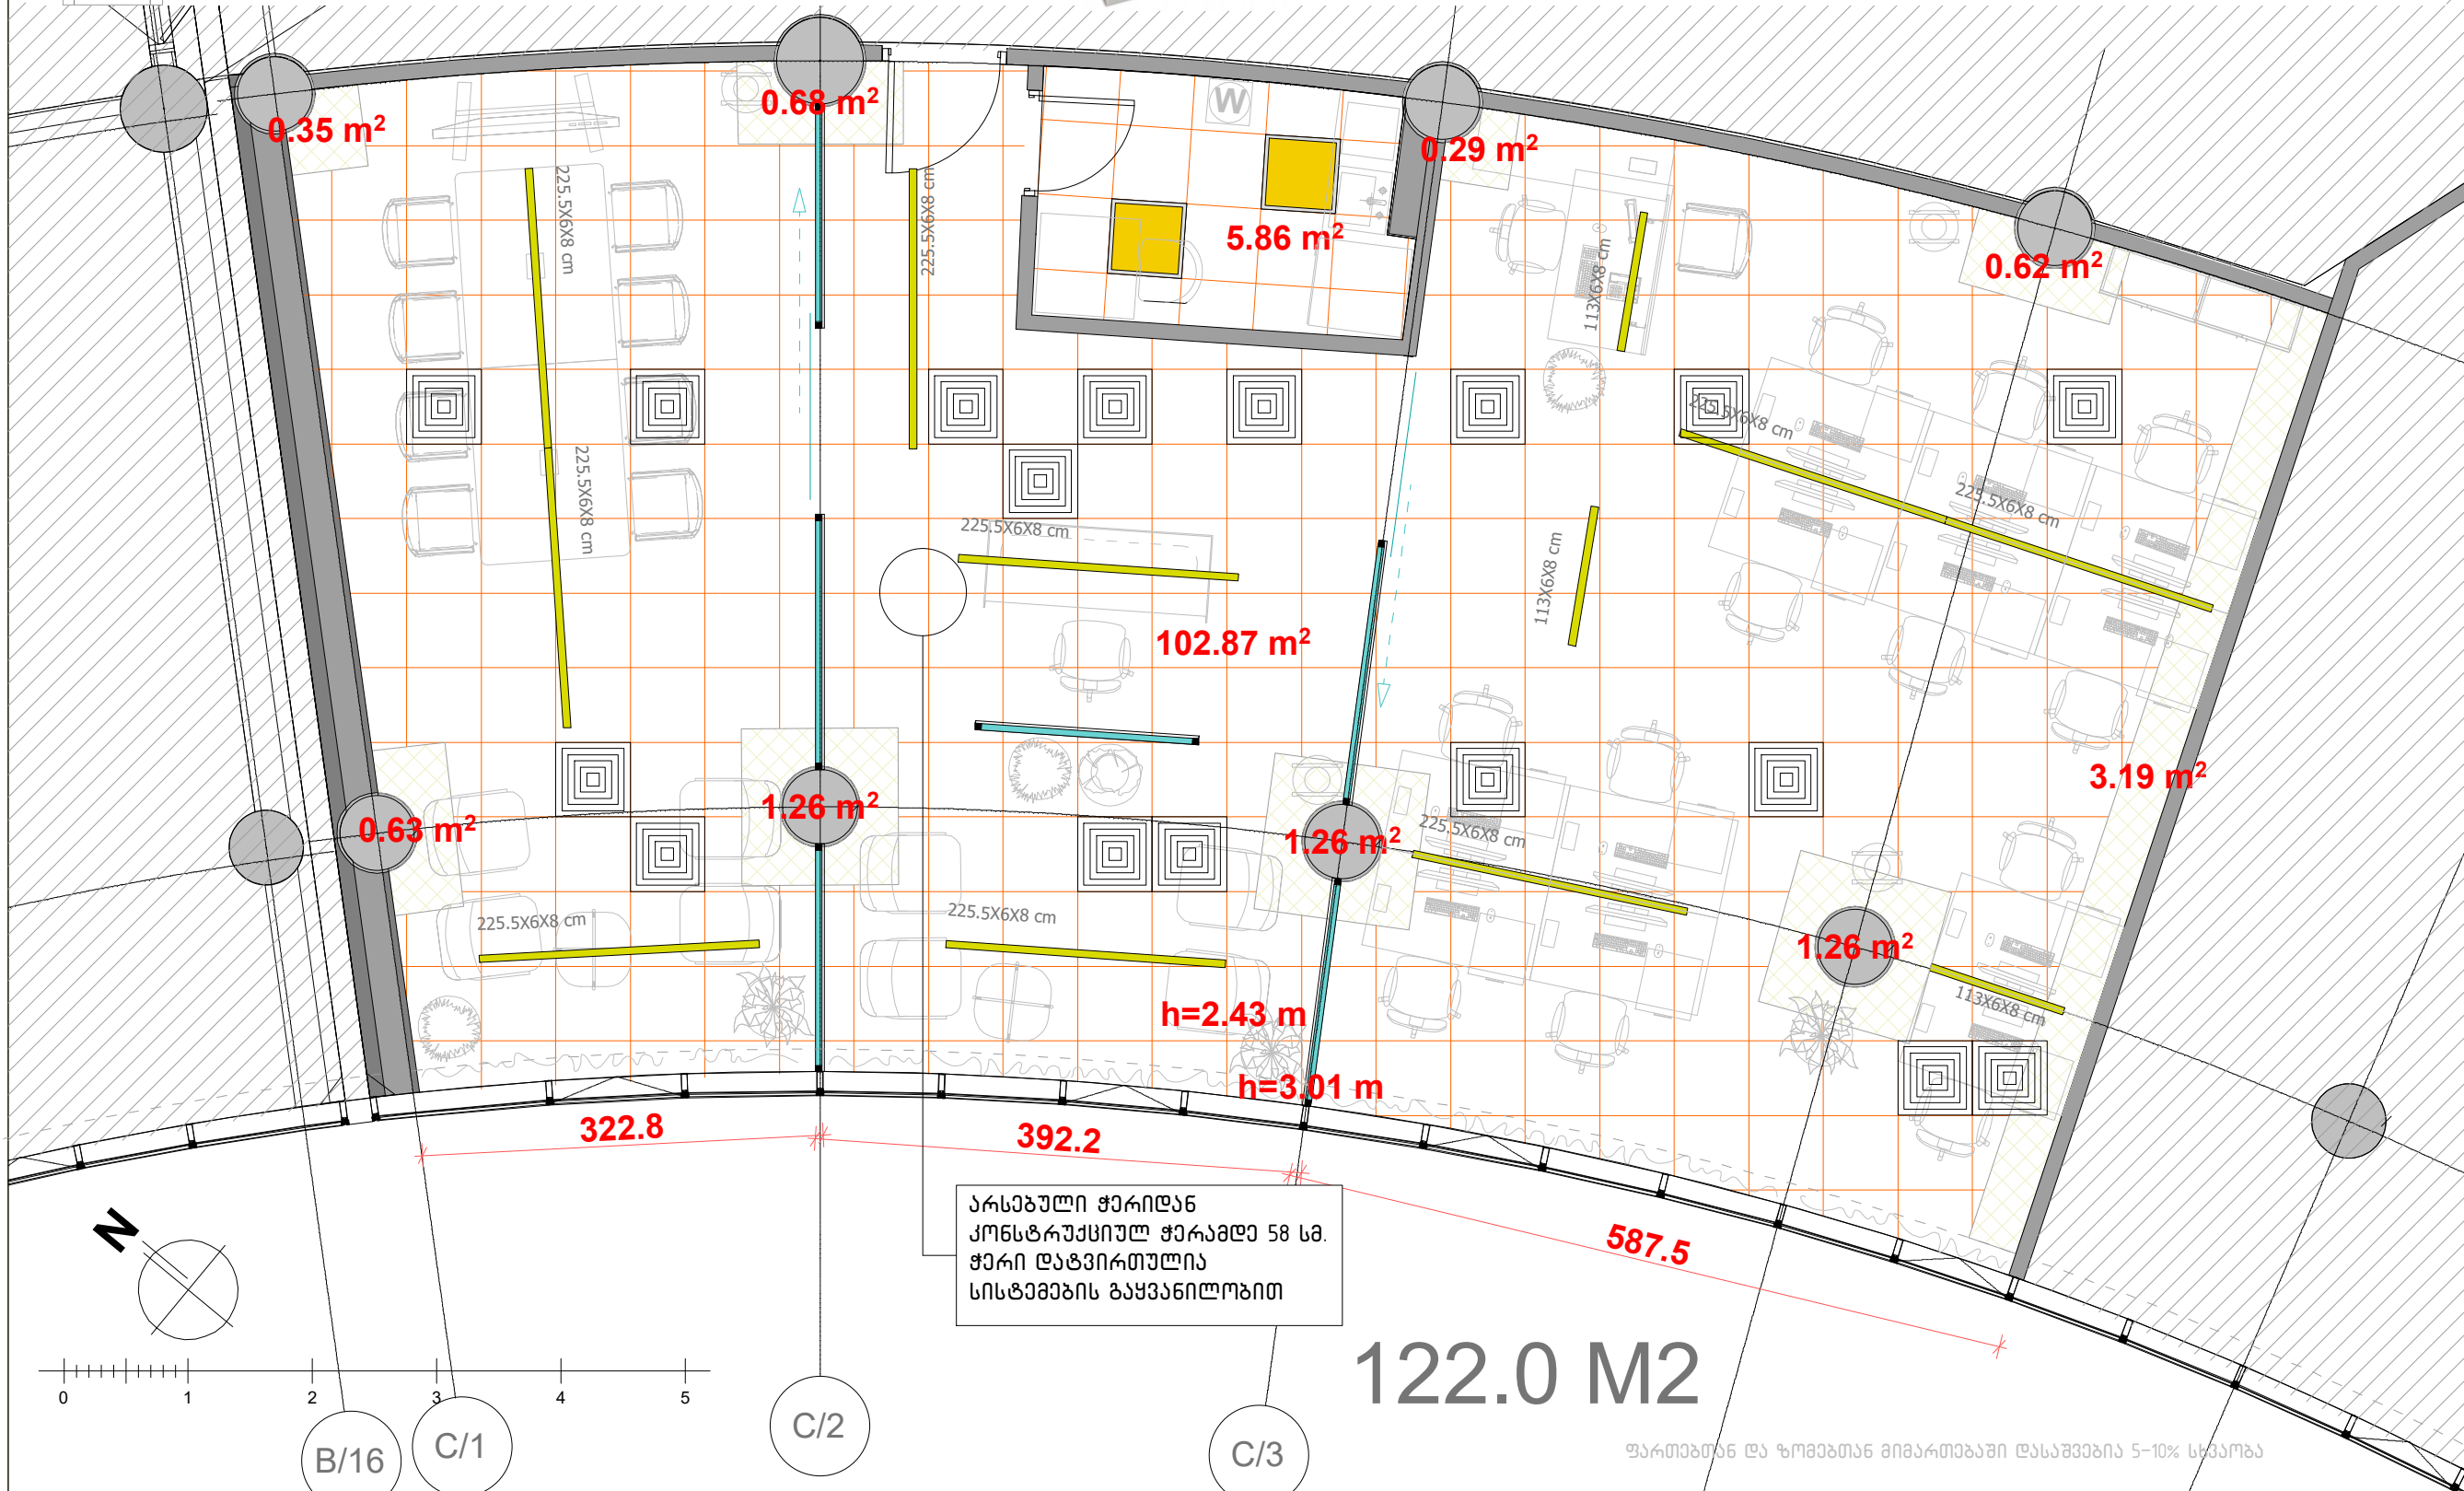 W
0.35 m²
0.68 m²
0.29 m²
0.62 m²
5.86 m²
225.5X6X8 cm
225.5X6X8 cm
225.5X6X8 cm
113X6X8 cm
113X6X8 cm
225.5X6X8 cm
225.5X6X8 cm
225.5X6X8 cm
102.87 m²
3.19 m²
0.63 m²
1.26 m²
1.26 m²
1.26 m²
225.5X6X8 cm
225.5X6X8 cm
225.5X6X8 cm
113X6X8 cm
h=2.43 m
h=3.01 m
322.8
392.2
587.5
არსებული ჭერიდან
კონსტრუქციულ ჭერამდე 58 სმ.
ჭერი დატვირთულია
სისტემების გაყვანილობით
N
0 1 2 3 4 5
122.0 M2
B/16
C/1
C/2
C/3
ფართებთან და ზომებთან მიმართებაში დასაშვებია 5-10% სხვაობა